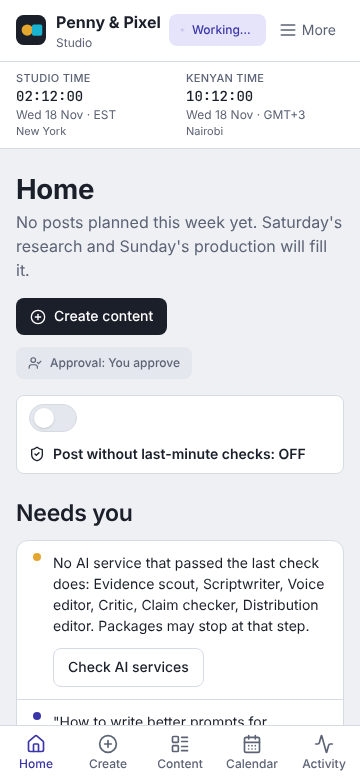 Penny & Pixel
Studio
Working...
More
STUDIO TIME
02:12:00
Wed 18 Nov · EST
New York
KENYAN TIME
10:12:00
Wed 18 Nov · GMT+3
Nairobi
Home
No posts planned this week yet. Saturday's
research and Sunday's production will fill
it.
Create content
Approval: You approve
Post without last-minute checks: OFF
Needs you
No AI service that passed the last check
does: Evidence scout, Scriptwriter, Voice
editor, Critic, Claim checker, Distribution
editor. Packages may stop at that step.
Check AI services
"How to write better prompts for
Home
Create
Content
Calendar
Activity